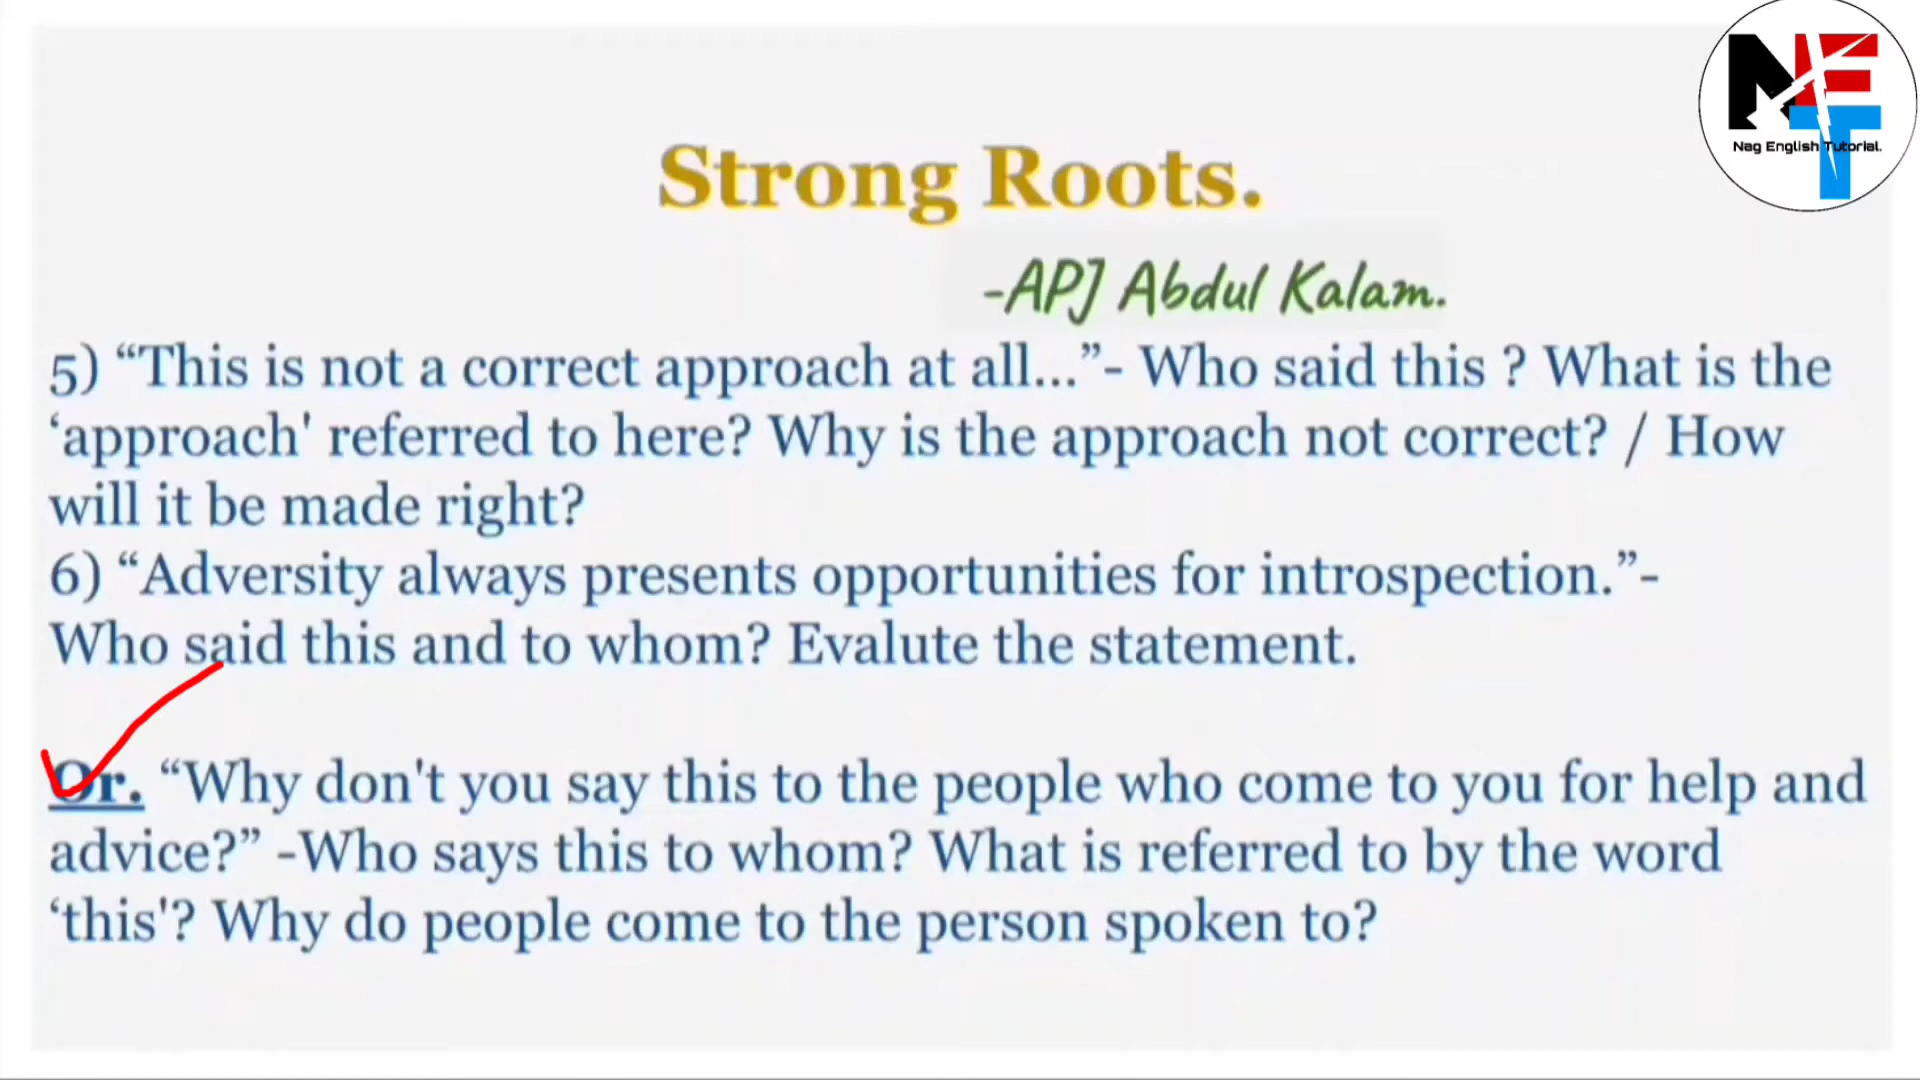 NET
Nag English Tutorial.
Strong Roots.
-APJ Abdul Kalam.
5) “This is not a correct approach at all...”- Who said this ? What is the
‘approach' referred to here? Why is the approach not correct? / How
will it be made right?
6) “Adversity always presents opportunities for introspection.”-
Who said this and to whom? Evalute the statement.
Or. “Why don't you say this to the people who come to you for help and
advice?” -Who says this to whom? What is referred to by the word
‘this'? Why do people come to the person spoken to?